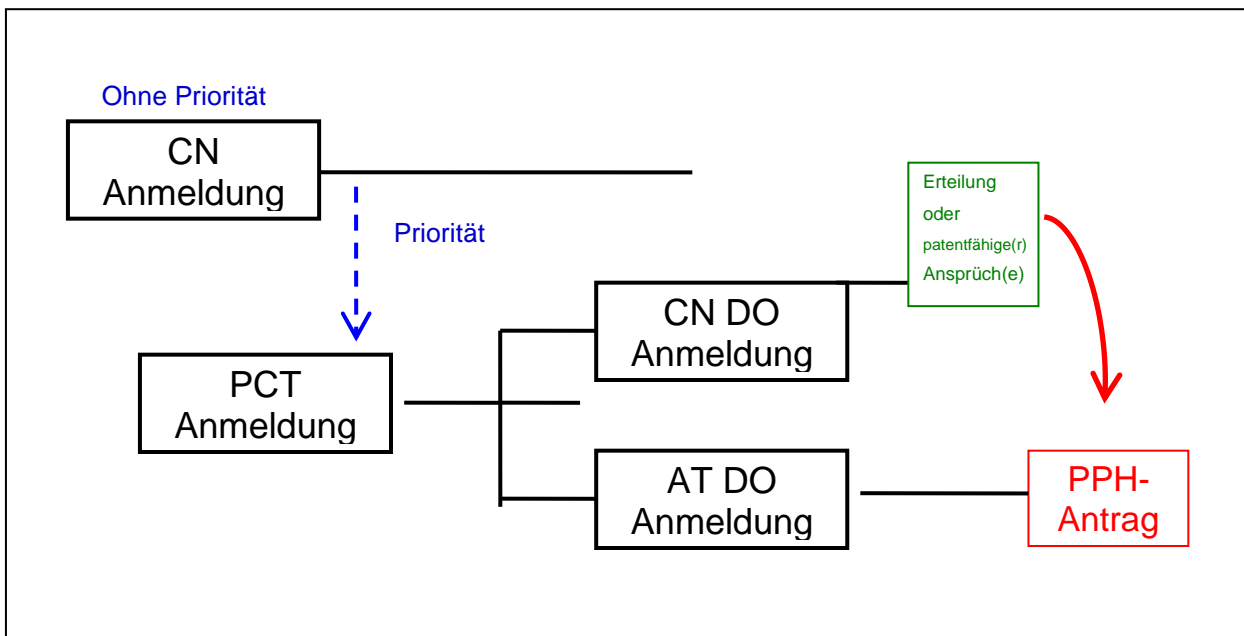 Ohne Priorität
CN
Anmeldung
Priorität
Erteilung
oder
patentfähige(r)
Ansprüch(e)
CN DO
Anmeldung
PCT
Anmeldung
AT DO
Anmeldung
PPH-
Antrag